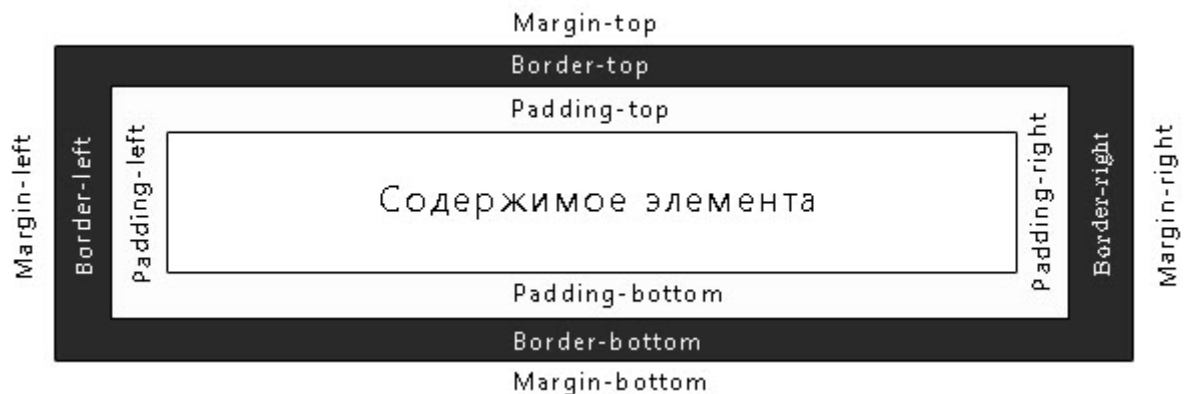 Margin-top
Border-top
Padding-top
Margin-left
Border-left
Padding-left
Содержимое элемента
Padding-right
Border-right
Margin-right
Padding-bottom
Border-bottom
Margin-bottom